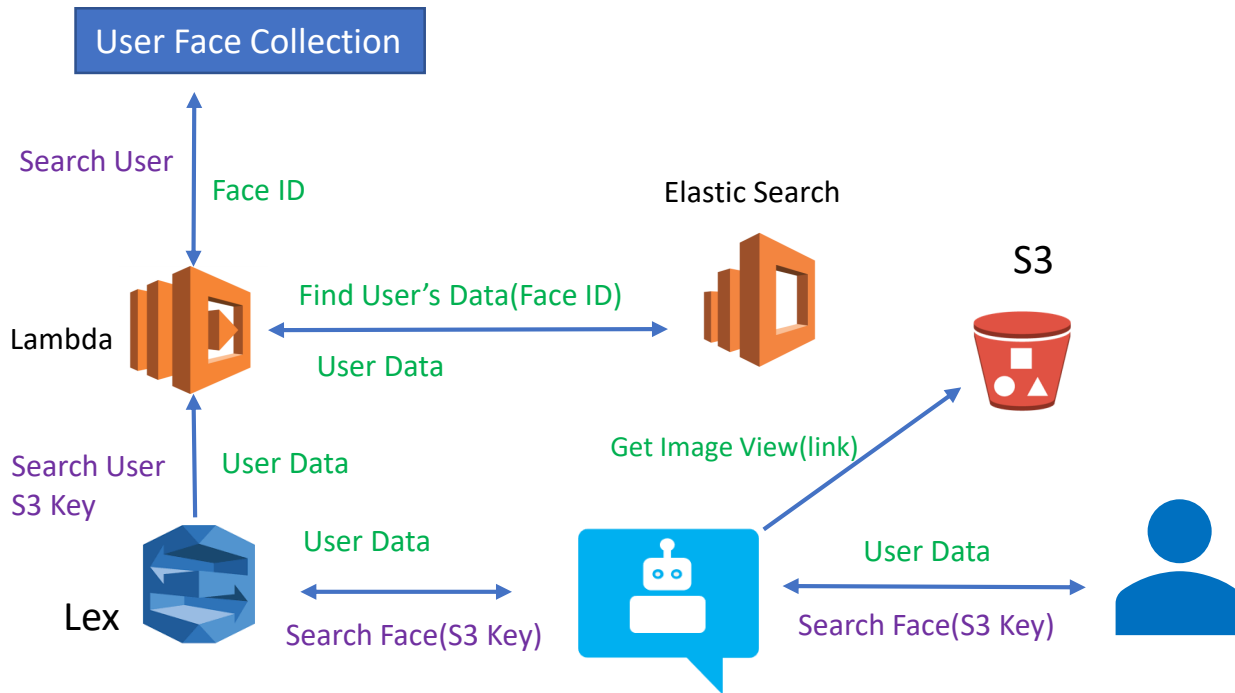 User Face Collection
Search User
Face ID
Elastic Search
S3
Find User’s Data(Face ID)
Lambda
User Data
Get Image View(link)
Search User
S3 Key
User Data
User Data
User Data
Lex
Search Face(S3 Key)
Search Face(S3 Key)